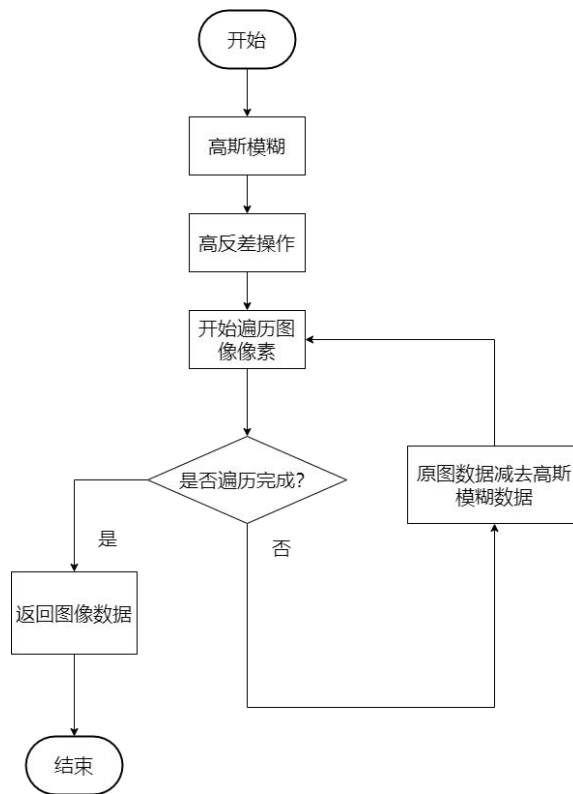 开始
高斯模糊
高反差操作
开始遍历图
像像素
是否遍历完成?
原图数据减去高斯
模糊数据
是
否
返回图像数据
结束